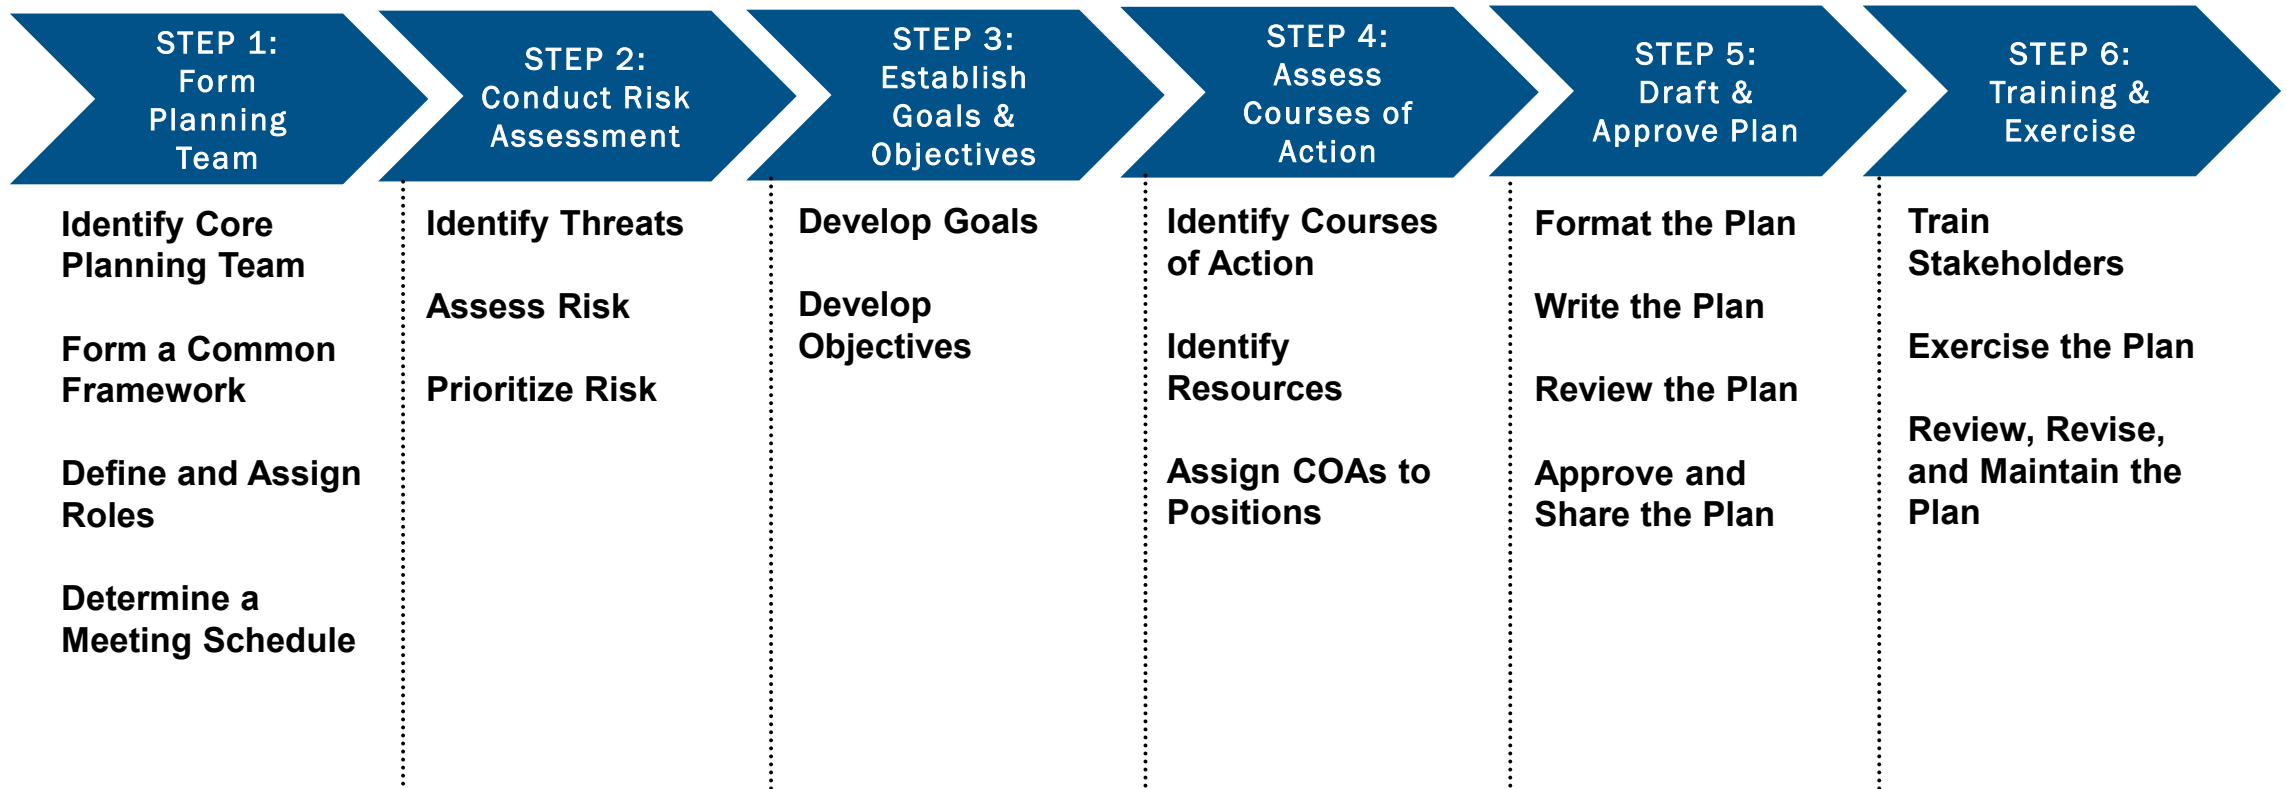 STEP 1:
Form
Planning
Team
STEP 2:
Conduct Risk
Assessment
STEP 3:
Establish
Goals &
Objectives
STEP 4:
Assess
Courses of
Action
STEP 5:
Draft &
Approve Plan
STEP 6:
Training &
Exercise
Identify Core
Planning Team
Form a Common
Framework
Define and Assign
Roles
Determine a
Meeting Schedule
Identify Threats
Assess Risk
Prioritize Risk
Develop Goals
Develop
Objectives
Identify Courses
of Action
Identify
Resources
Assign COAs to
Positions
Format the Plan
Write the Plan
Review the Plan
Approve and
Share the Plan
Train
Stakeholders
Exercise the Plan
Review, Revise,
and Maintain the
Plan